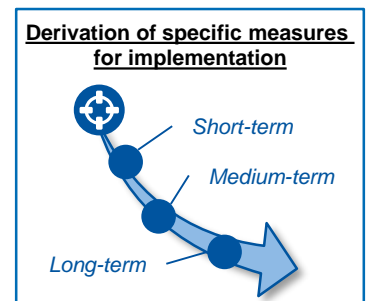 Derivation of specific measures
for implementation
Short-term
Medium-term
Long-term